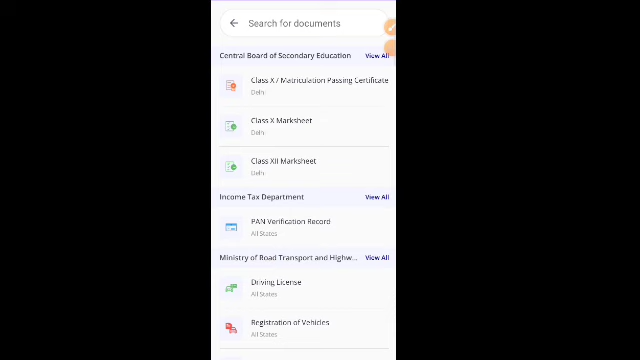 Search for documents
Central Board of Secondary Education View All
Class X / Matriculation Passing Certificate
Delhi
Class X Marksheet
Delhi
Class XII Marksheet
Delhi
Income Tax Department View All
PAN Verification Record
All States
Ministry of Road Transport and Highw... View All
Driving License
All States
Registration of Vehicles
All States